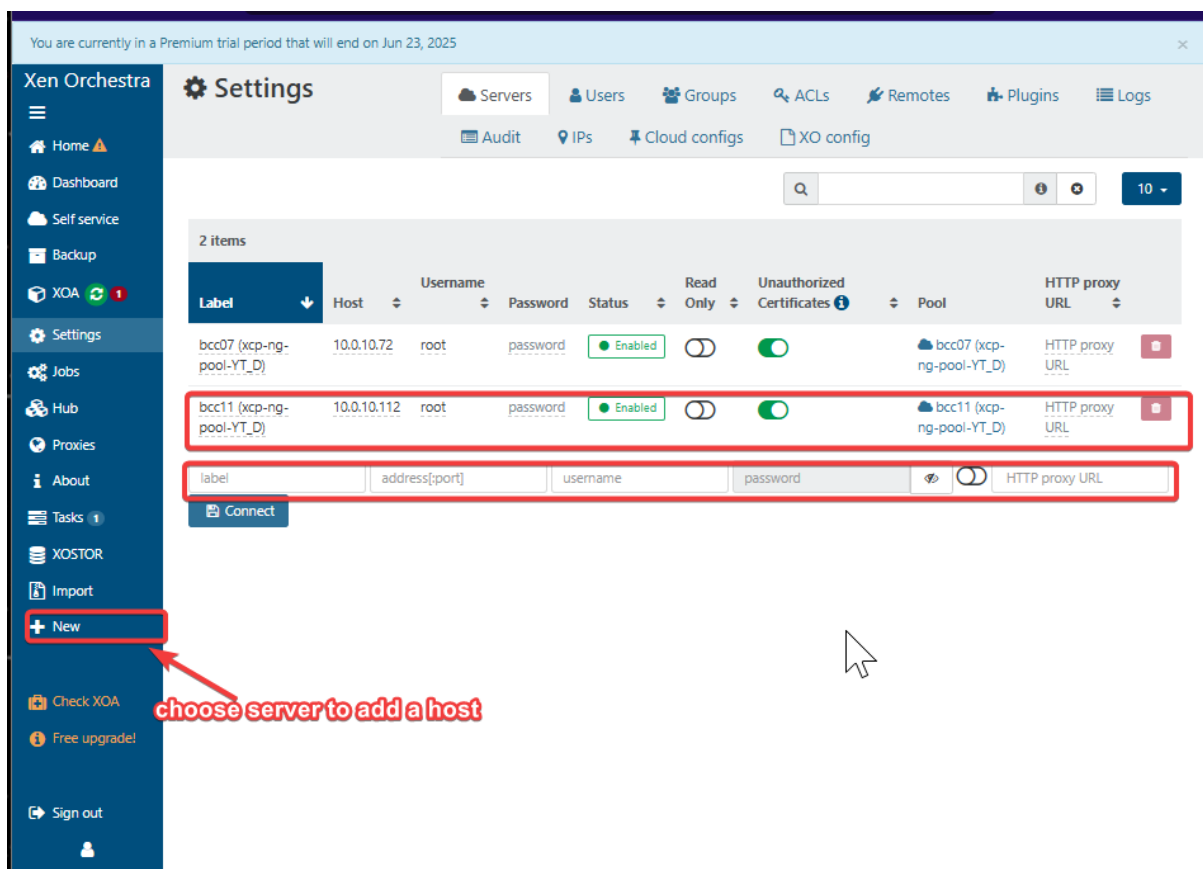 You are currently in a Premium trial period that will end on Jun 23, 2025 ×
Xen Orchestra
Home
Dashboard
Self service
Backup
XOA 1
Settings
Jobs
Hub
Proxies
About
Tasks 1
XOSTOR
Import
New
Check XOA
Free upgrade!
Sign out
Settings
Servers Users Groups ACLs Remotes Plugins Logs
Audit IPs Cloud configs XO config
10
2 items
Label Host Username Password Status Read Only Unauthorized Certificates Pool HTTP proxy URL
bcc07 (xcp-ng- 10.0.10.72 root password Enabled bcc07 (xcp- HTTP proxy
pool-YT_D) ng-pool-YT_D) URL
bcc11 (xcp-ng- 10.0.10.112 root password Enabled bcc11 (xcp- HTTP proxy
pool-YT_D) ng-pool-YT_D) URL
label address[:port] username password HTTP proxy URL
Connect
choose server to add a host